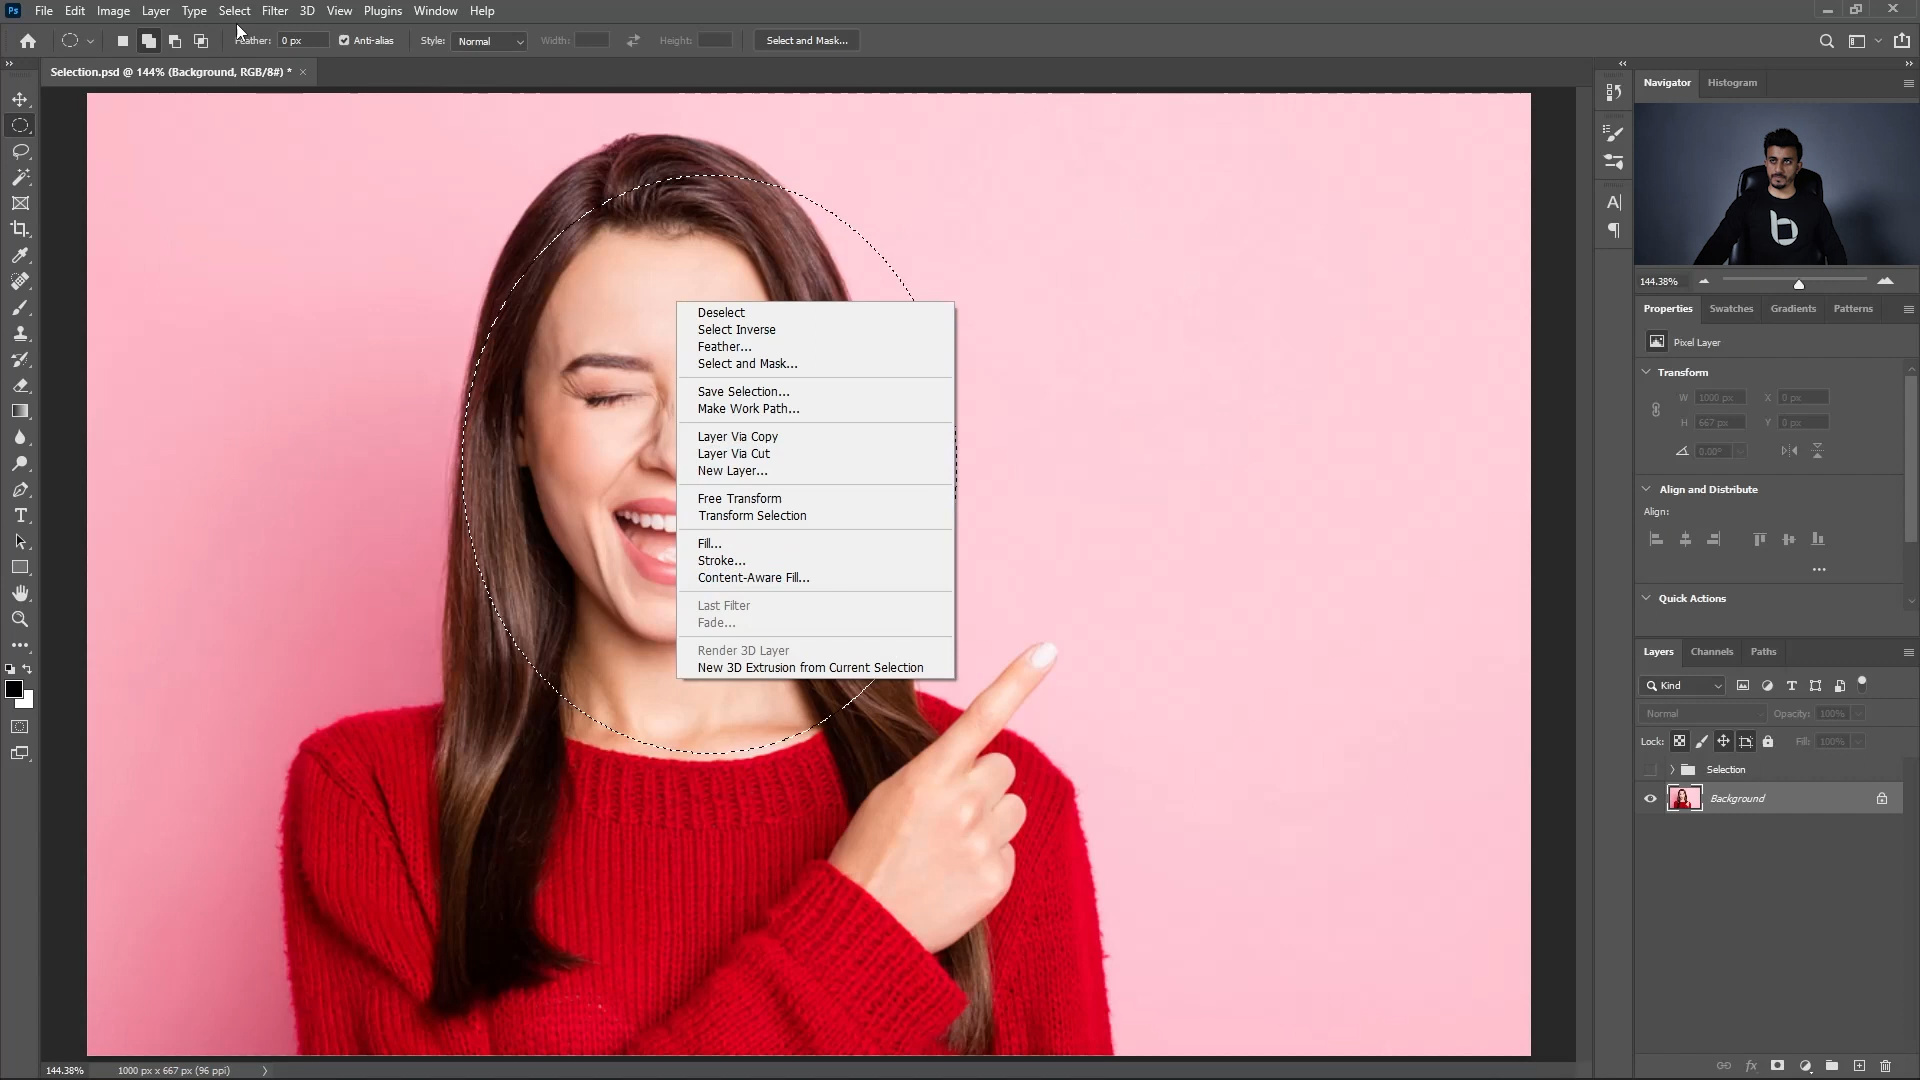 Ps File Edit Image Layer Type Select Filter 3D View Plugins Window Help
Feather: 0 px Anti-alias Style: Normal Width: Height: Select and Mask...
Selection.psd @ 144% (Background, RGB/8#) * ×
Navigator Histogram
144.38%
Properties Swatches Gradients Patterns
Pixel Layer
Transform
W 1000 px X 0 px
H 667 px Y 0 px
0.00°
Align and Distribute
Align:
Quick Actions
Layers Channels Paths
Kind
Normal Opacity: 100%
Lock: Fill: 100%
Selection
Background
fx
Deselect
Select Inverse
Feather...
Select and Mask...
Save Selection...
Make Work Path...
Layer Via Copy
Layer Via Cut
New Layer...
Free Transform
Transform Selection
Fill...
Stroke...
Content-Aware Fill...
Last Filter
Fade...
Render 3D Layer
New 3D Extrusion from Current Selection
144.38% 1000 px x 667 px (96 ppi)